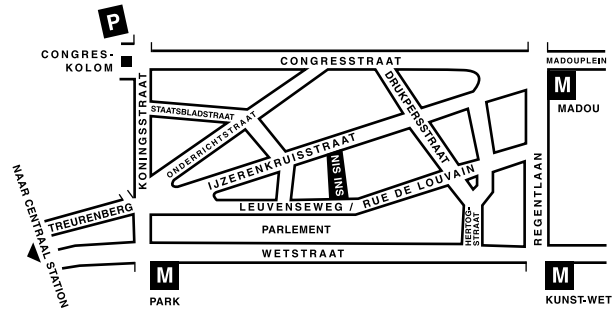 P
CONGRES-
KOLOM
CONGRESSTRAAT
MADOUPLEIN
M
MADOU
KONINGSSTRAAT
STAATSBLADSTRAAT
ONDERRICHTSTRAAT
DRUKPERSSTRAAT
IJZERENKRUISSTRAAT
NIS INS
LEUVENSEWEG / RUE DE LOUVAIN
REGENTLAAN
TREURENBERG
NAAR CENTRAAL STATION
PARLEMENT
HERTOG-
STRAAT
WETSTRAAT
M
PARK
M
KUNST-WET